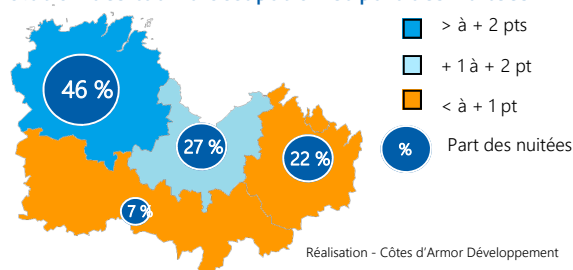 > à + 2 pts
46 %
+ 1 à + 2 pt
< à + 1 pt
27 %
22 %
%
Part des nuitées
7 %
Réalisation - Côtes d'Armor Développement